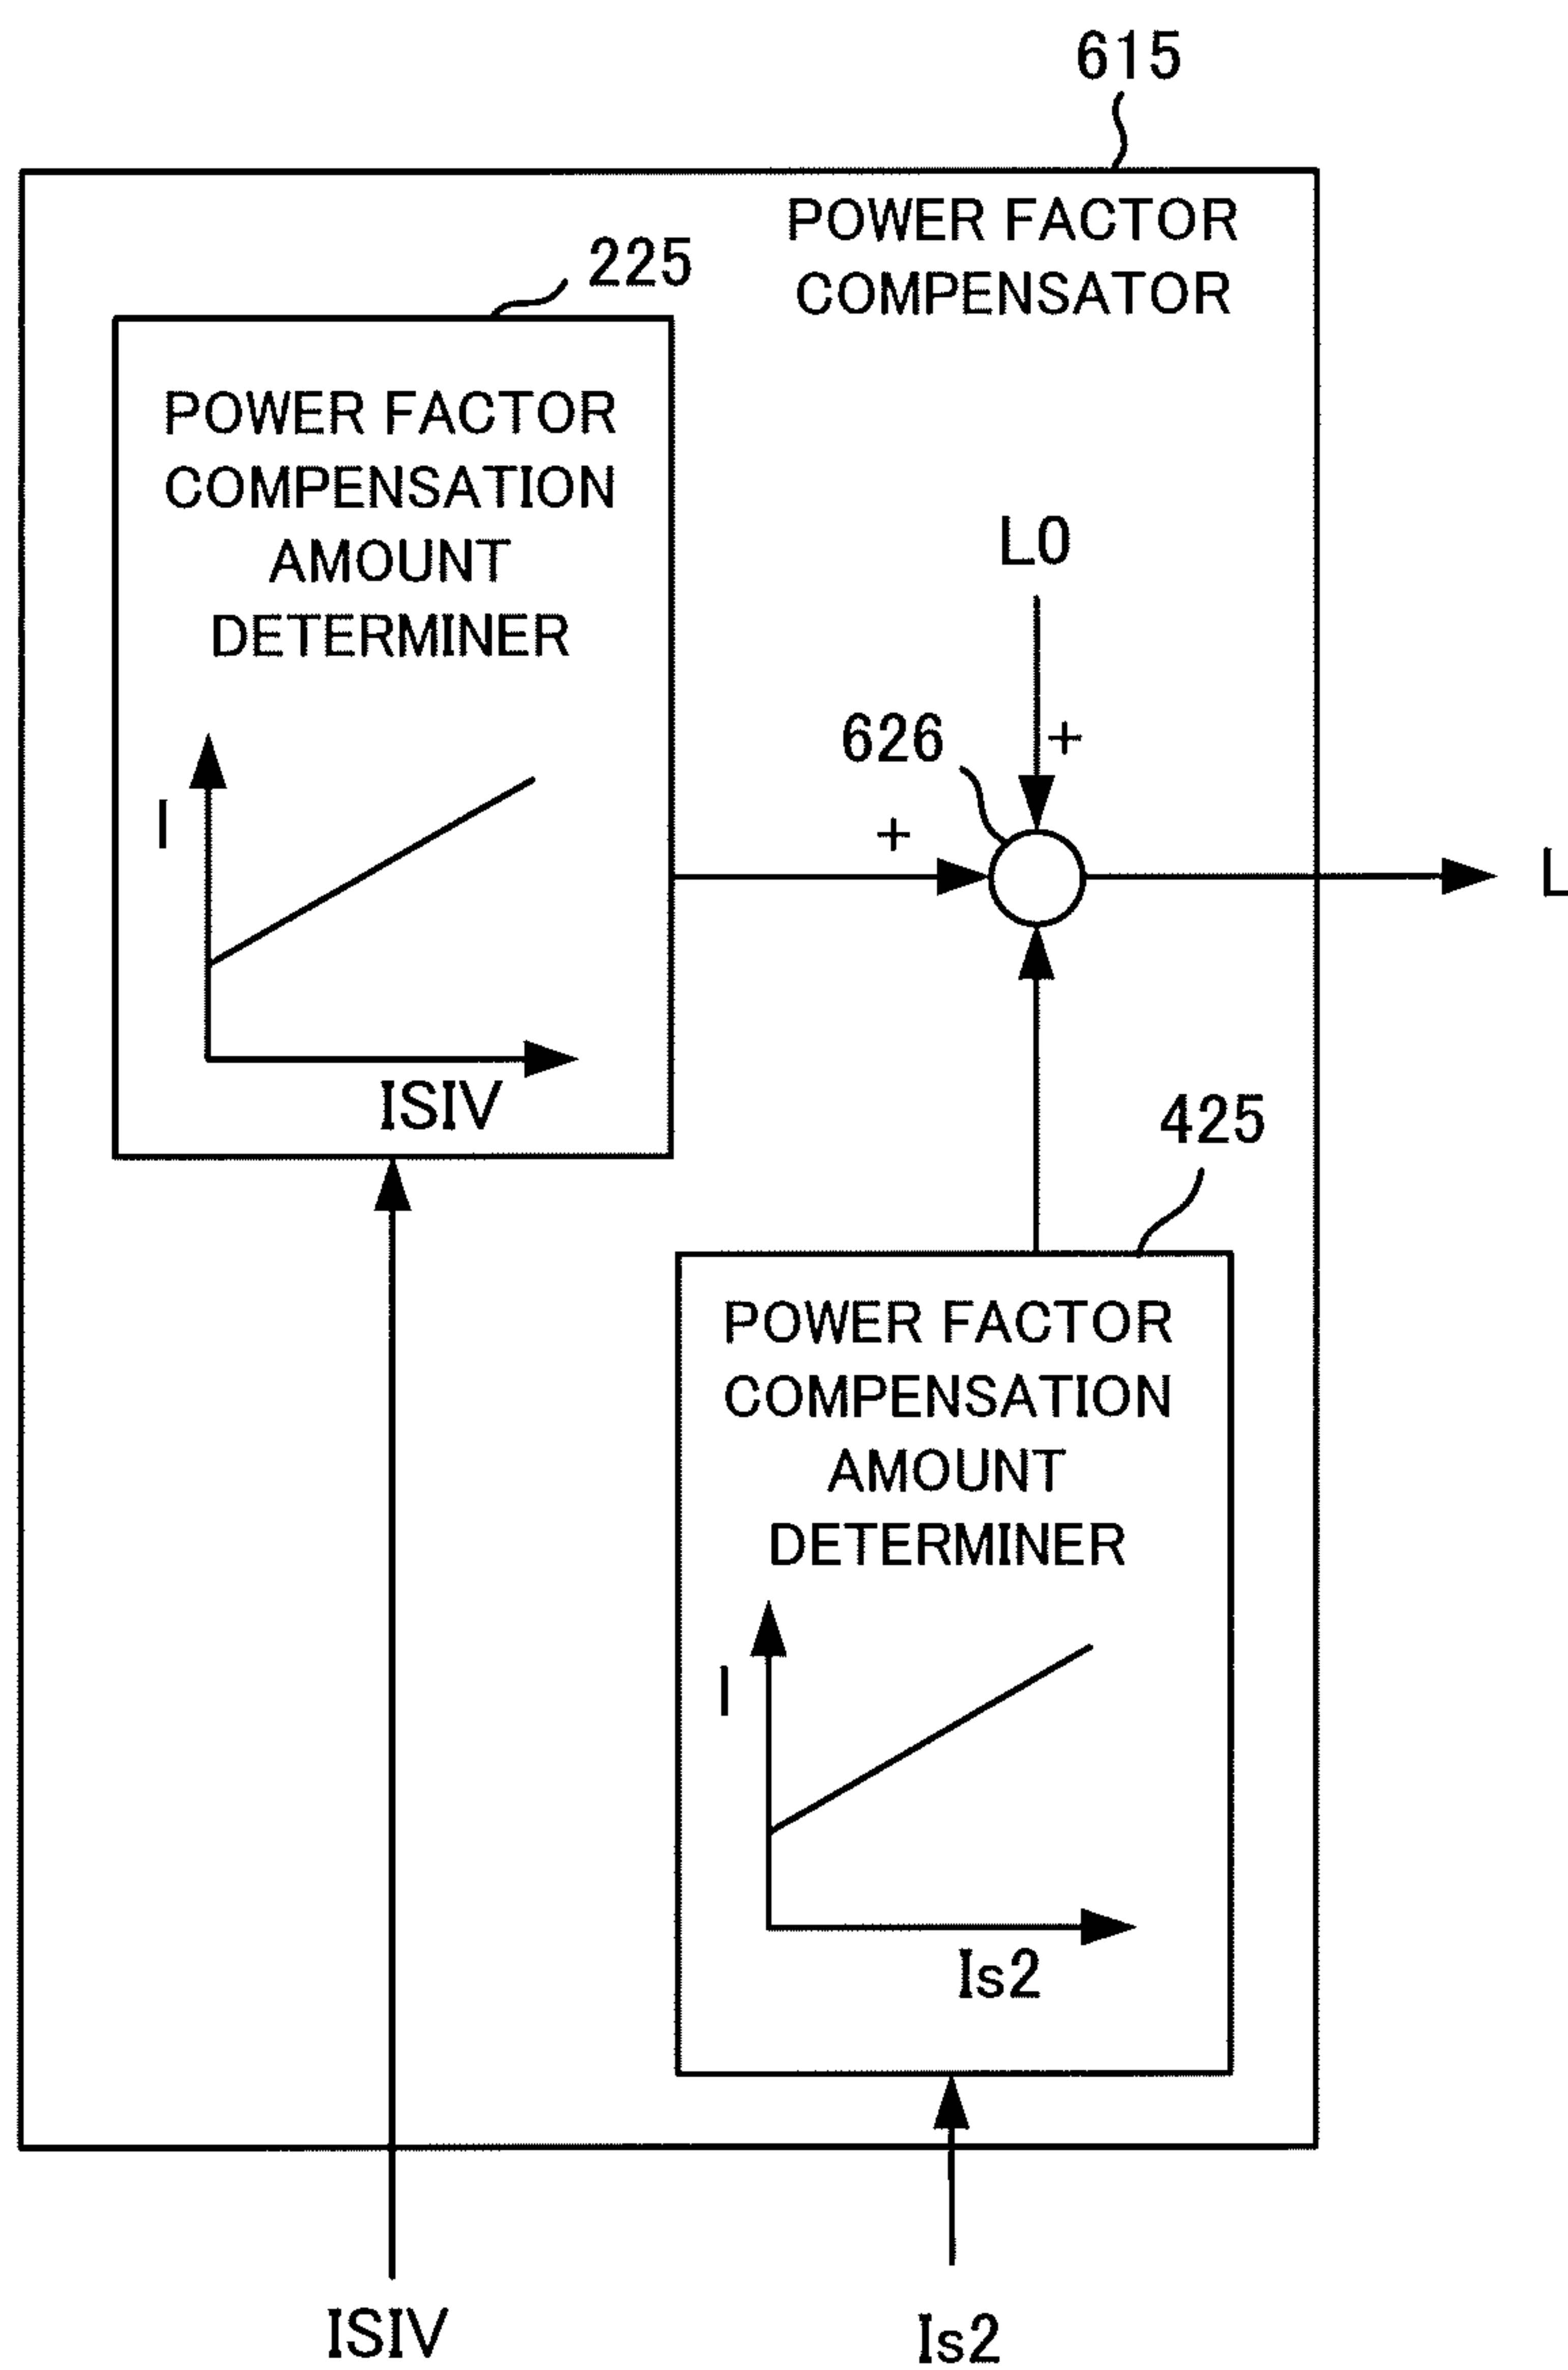 615
POWER FACTOR
COMPENSATOR
225
POWER FACTOR
COMPENSATION
AMOUNT
DETERMINER
L0
626
+
+
l
L
ISIV
425
POWER FACTOR
COMPENSATION
AMOUNT
DETERMINER
l
Is2
ISIV
Is2